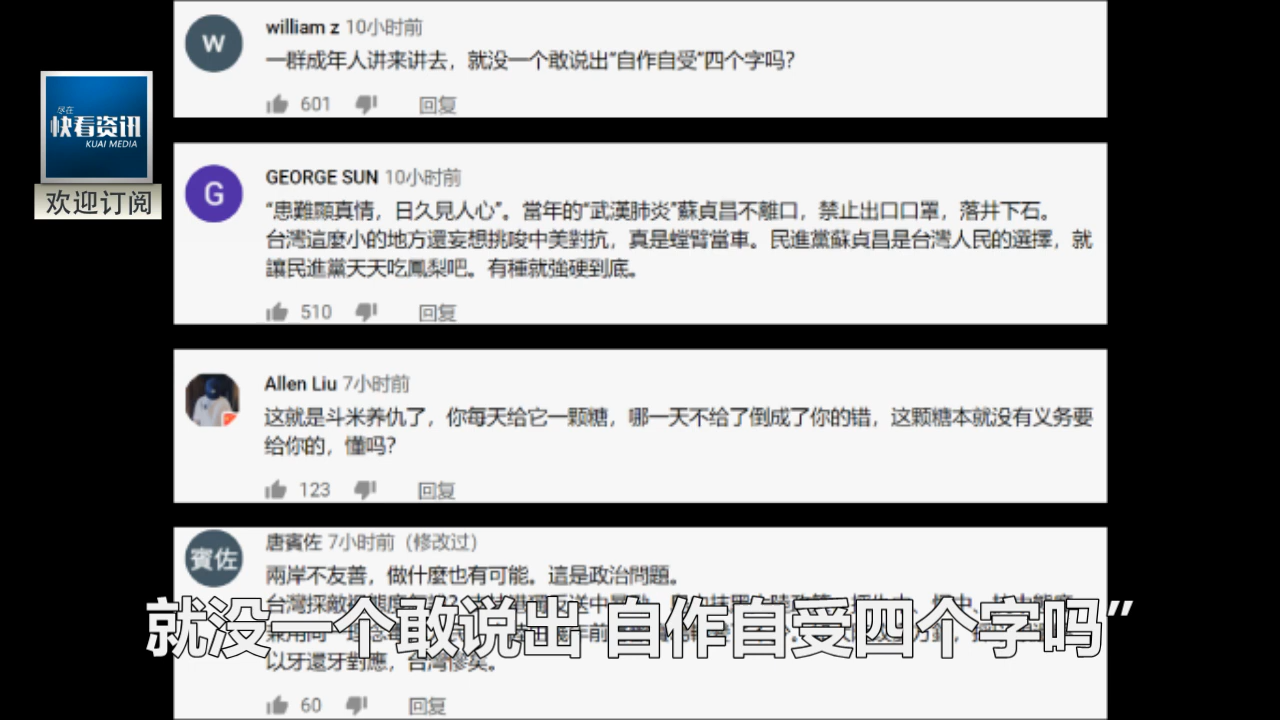 william z 10小时前
一群成年人讲来讲去，就没一个敢说出“自作自受”四个字吗？
601 回复
尽在
快看资讯
KUAI MEDIA
欢迎订阅
GEORGE SUN 10小时前
“患難顯真情，日久見人心”。當年的“武漢肺炎”蘇貞昌不離口，禁止出口口罩，落井下石。
台灣這麼小的地方還妄想挑唆中美對抗，真是螳臂當車。民進黨蘇貞昌是台灣人民的選擇，就
讓民進黨天天吃鳳梨吧。有種就強硬到底。
510 回复
Allen Liu 7小时前
这就是斗米养仇了，你每天给它一颗糖，哪一天不给了倒成了你的错，这颗糖本就没有义务要
给你的，懂吗？
123 回复
賓佐
唐賓佐 7小时前（修改过）
兩岸不友善，做什麼也有可能。這是政治問題。
台灣採敵
就没一个敢说出 自作自受四个字吗”
以牙還牙對應，台灣慘矣。
60 回复